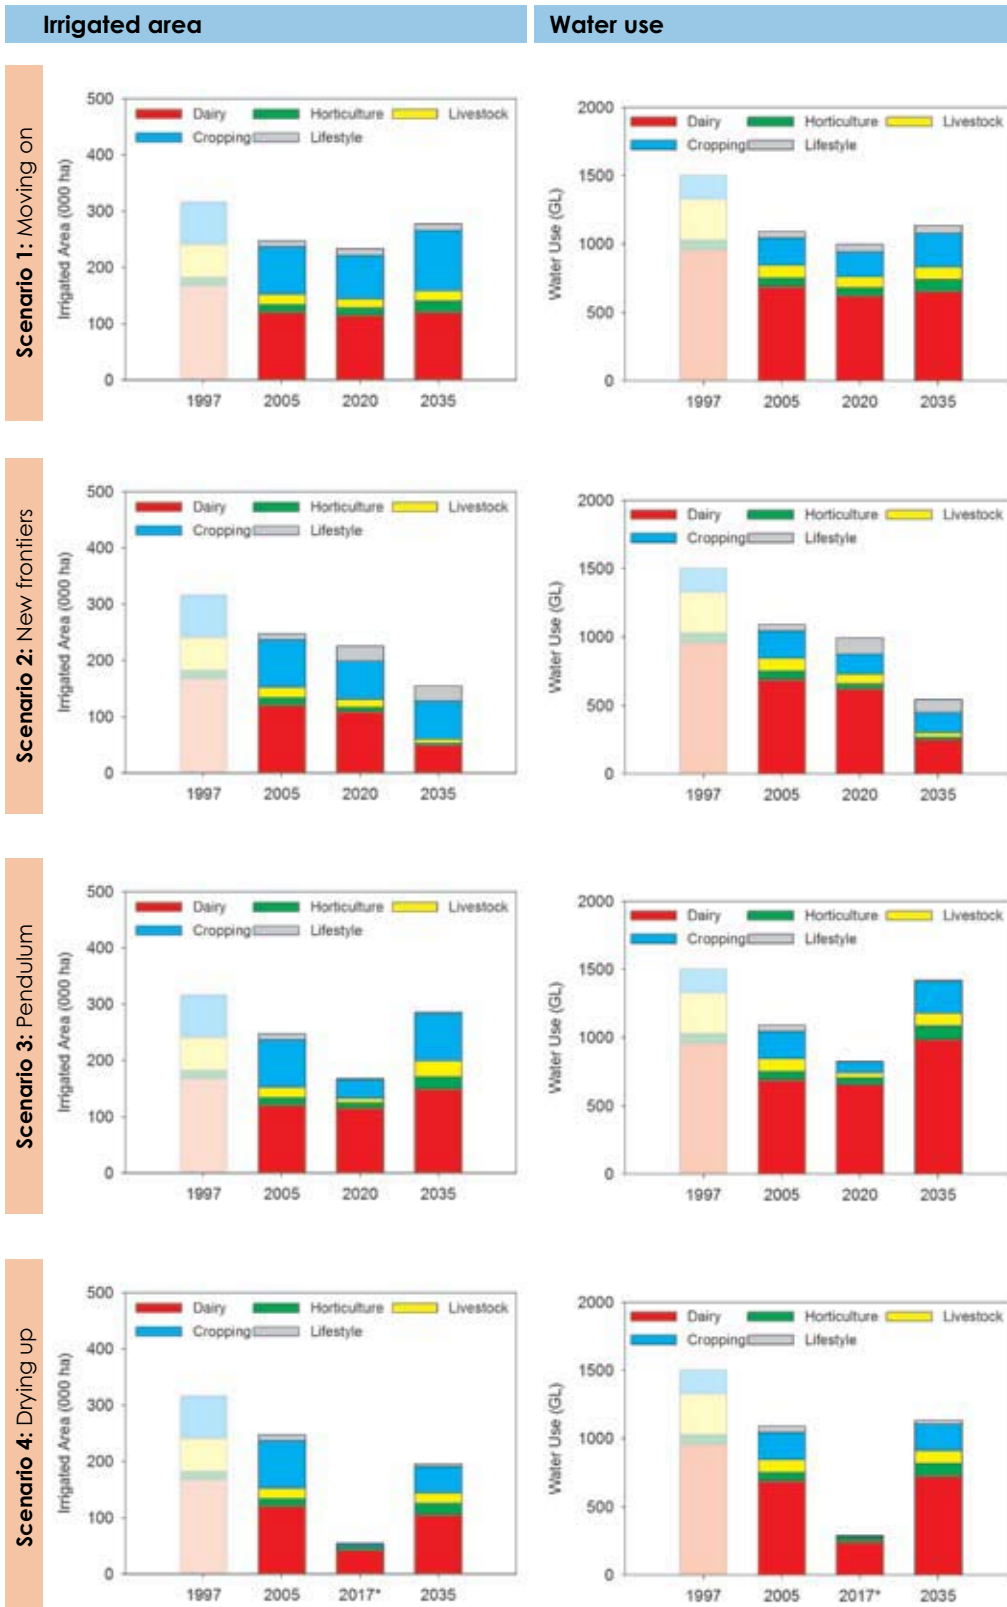 Irrigated area
Water use
Scenario 1: Moving on
Irrigated Area (000 ha)
500
400
300
200
100
0
Dairy Horticulture Livestock
Cropping Lifestyle
1997 2005 2020 2035
Water Use (GL)
2000
1500
1000
500
0
Dairy Horticulture Livestock
Cropping Lifestyle
1997 2005 2020 2035
Scenario 2: New frontiers
Irrigated Area (000 ha)
500
400
300
200
100
0
Dairy Horticulture Livestock
Cropping Lifestyle
1997 2005 2020 2035
Water Use (GL)
2000
1500
1000
500
0
Dairy Horticulture Livestock
Cropping Lifestyle
1997 2005 2020 2035
Scenario 3: Pendulum
Irrigated Area (000 ha)
500
400
300
200
100
0
Dairy Horticulture Livestock
Cropping Lifestyle
1997 2005 2020 2035
Water Use (GL)
2000
1500
1000
500
0
Dairy Horticulture Livestock
Cropping Lifestyle
1997 2005 2020 2035
Scenario 4: Drying up
Irrigated Area (000 ha)
500
400
300
200
100
0
Dairy Horticulture Livestock
Cropping Lifestyle
1997 2005 2017* 2035
Water Use (GL)
2000
1500
1000
500
0
Dairy Horticulture Livestock
Cropping Lifestyle
1997 2005 2017* 2035